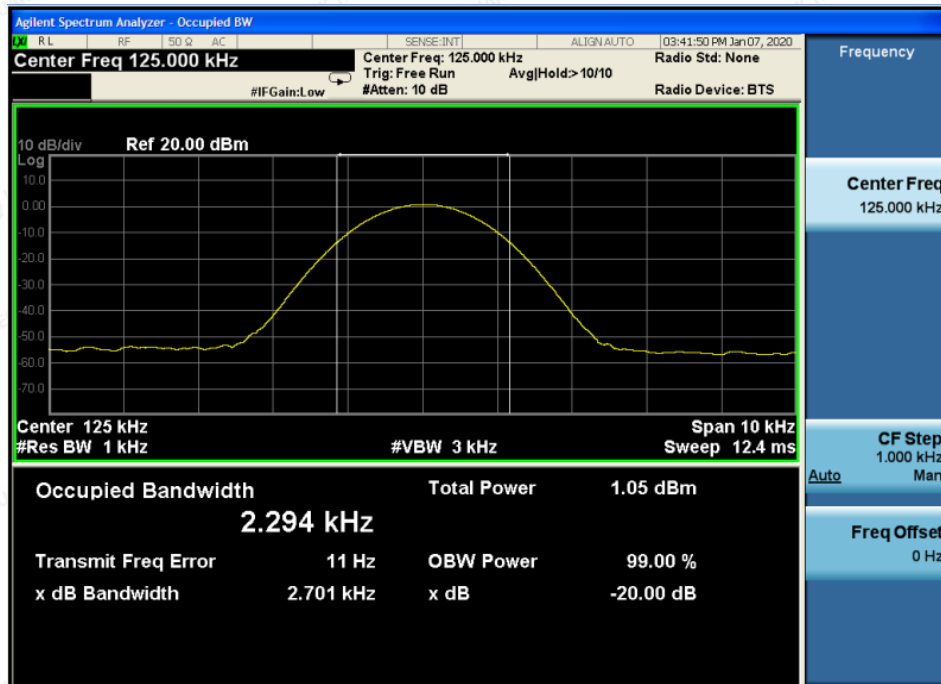 Agilent Spectrum Analyzer - Occupied BW
LXI RL RF 50 Ω AC SENSE:INT ALIGN AUTO 03:41:50 PM Jan 07, 2020
Center Freq 125.000 kHz
Center Freq: 125.000 kHz Radio Std: None
Trig: Free Run Avg|Hold:> 10/10
#IFGain:Low #Atten: 10 dB Radio Device: BTS
10 dB/div Ref 20.00 dBm
Log
10.0
0.00
-10.0
-20.0
-30.0
-40.0
-50.0
-60.0
-70.0
Center 125 kHz Span 10 kHz
#Res BW 1 kHz #VBW 3 kHz Sweep 12.4 ms
Occupied Bandwidth Total Power 1.05 dBm
2.294 kHz
Transmit Freq Error 11 Hz OBW Power 99.00 %
x dB Bandwidth 2.701 kHz x dB -20.00 dB
Frequency
Center Freq
125.000 kHz
CF Step
1.000 kHz
Auto Man
Freq Offset
0 Hz